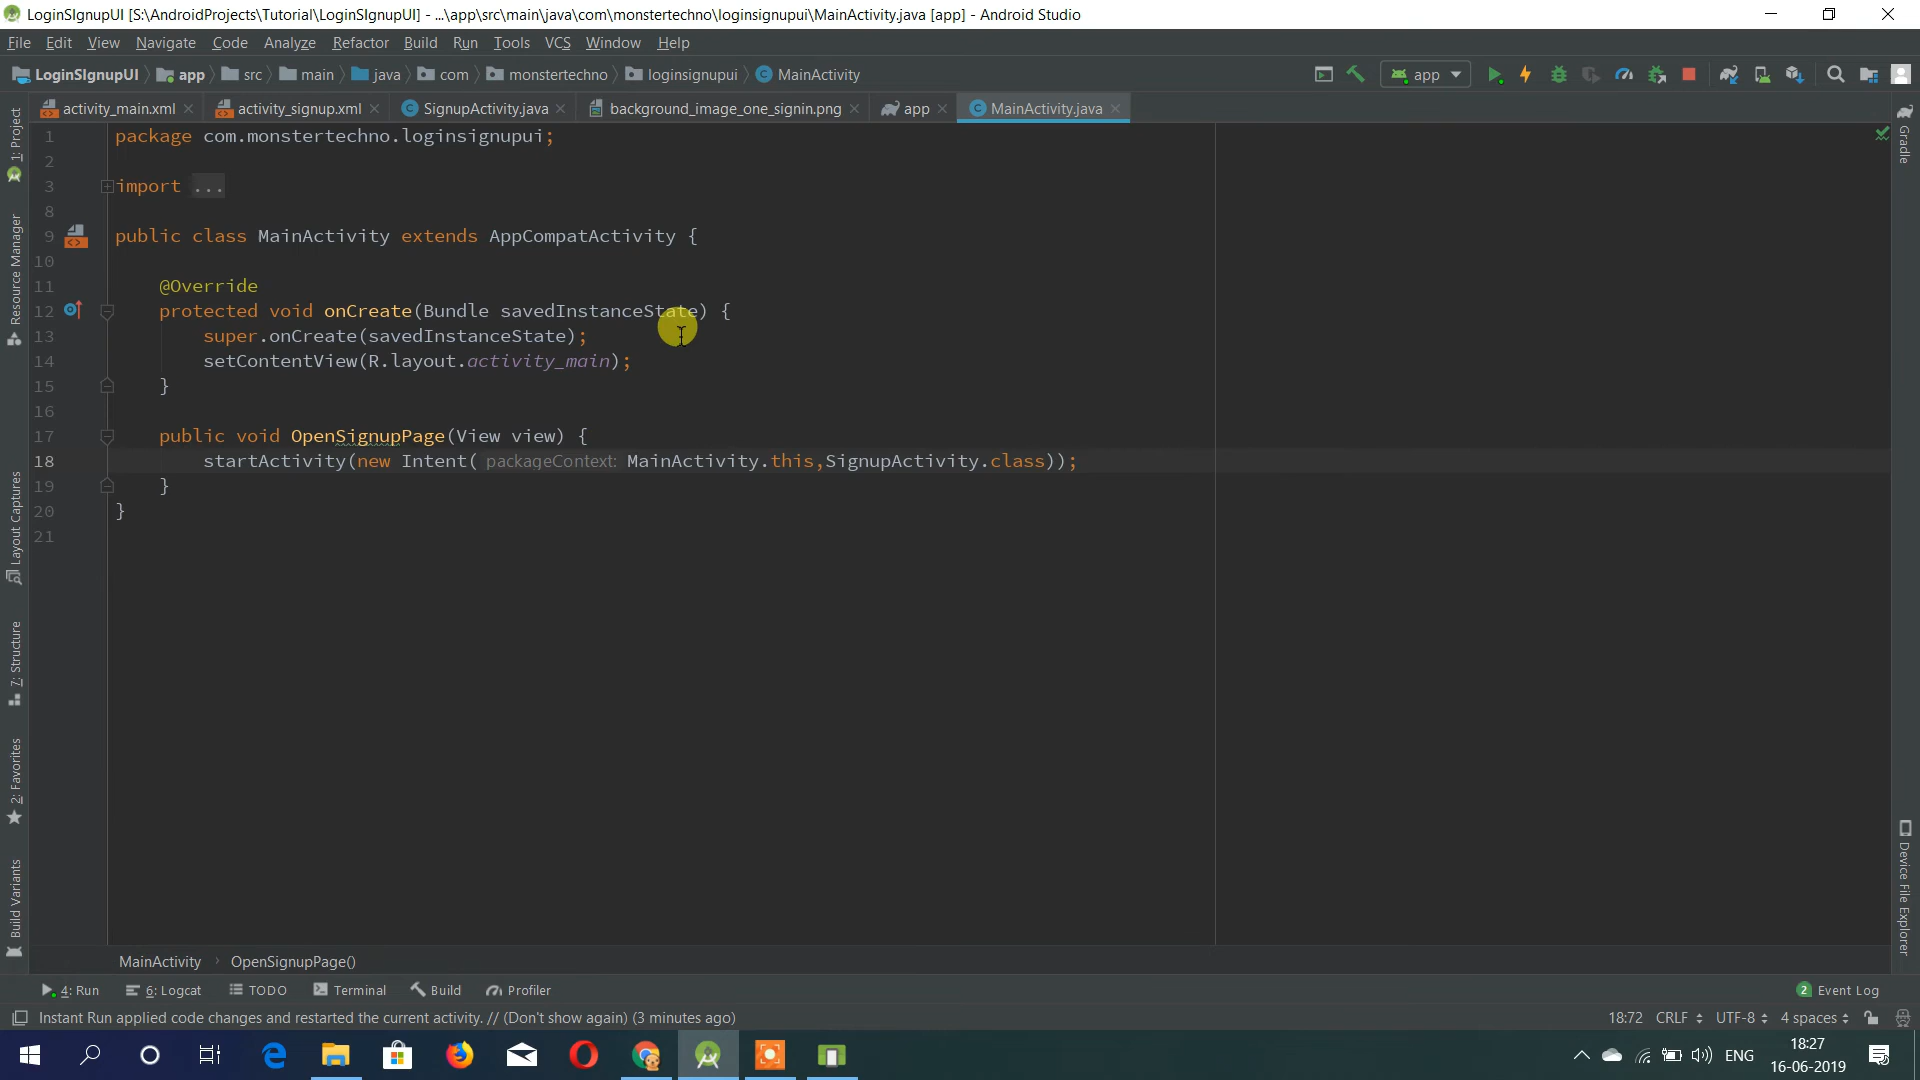 LoginSIgnupUI [S:\AndroidProjects\Tutorial\LoginSIgnupUI] - ...\app\src\main\java\com\monstertechno\loginsignupui\MainActivity.java [app] - Android Studio
File Edit View Navigate Code Analyze Refactor Build Run Tools VCS Window Help
LoginSIgnupUI app src main java com monstertechno loginsignupui MainActivity app
activity_main.xml activity_signup.xml SignupActivity.java background_image_one_signin.png app MainActivity.java
1: Project
Resource Manager
Layout Captures
7: Structure
2: Favorites
Build Variants
1 package com.monstertechno.loginsignupui;
2
3 import ...
8
9 public class MainActivity extends AppCompatActivity {
10
11 @Override
12 protected void onCreate(Bundle savedInstanceState) {
13 super.onCreate(savedInstanceState);
14 setContentView(R.layout.activity_main);
15 }
16
17 public void OpenSignupPage(View view) {
18 startActivity(new Intent( packageContext: MainActivity.this,SignupActivity.class));
19 }
20 }
21
Gradle
Device File Explorer
MainActivity › OpenSignupPage()
4: Run 6: Logcat TODO Terminal Build Profiler 2 Event Log
Instant Run applied code changes and restarted the current activity. // (Don't show again) (3 minutes ago) 18:72 CRLF UTF-8 4 spaces
ENG 18:27
16-06-2019